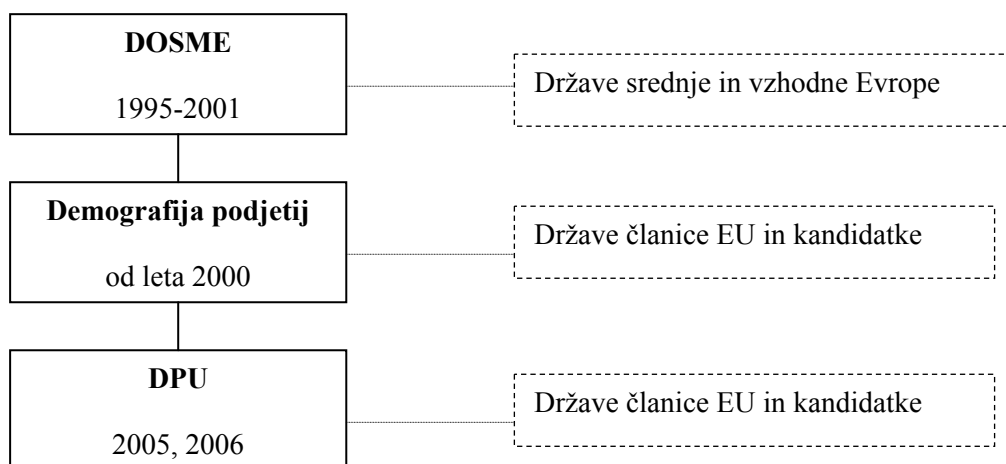 DOSME
1995-2001
Države srednje in vzhodne Evrope
Demografija podjetij
od leta 2000
Države članice EU in kandidatke
DPU
2005, 2006
Države članice EU in kandidatke